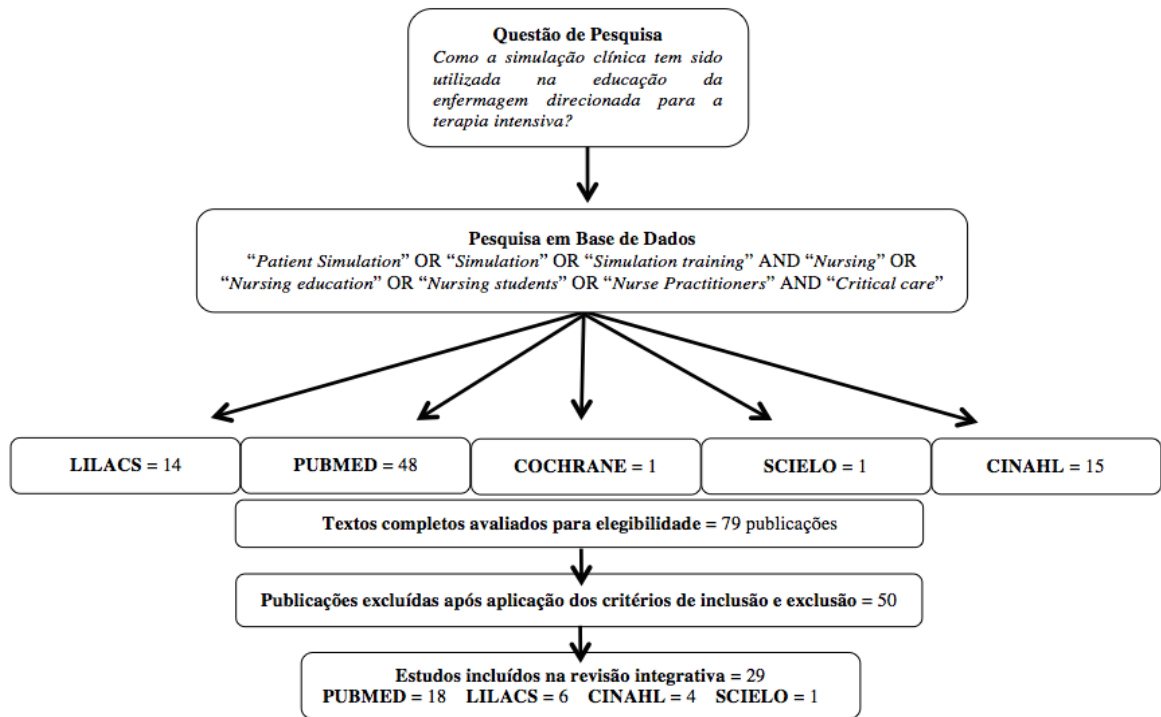 Questão de Pesquisa
Como a simulação clínica tem sido
utilizada na educação da
enfermagem direcionada para a
terapia intensiva?
Pesquisa em Base de Dados
“Patient Simulation” OR “Simulation” OR “Simulation training” AND “Nursing” OR
“Nursing education” OR “Nursing students” OR “Nurse Practitioners” AND “Critical care”
LILACS = 14
PUBMED = 48
COCHRANE = 1
SCIELO = 1
CINAHL = 15
Textos completos avaliados para elegibilidade = 79 publicações
Publicações excluídas após aplicação dos critérios de inclusão e exclusão = 50
Estudos incluídos na revisão integrativa = 29
PUBMED = 18 LILACS = 6 CINAHL = 4 SCIELO = 1